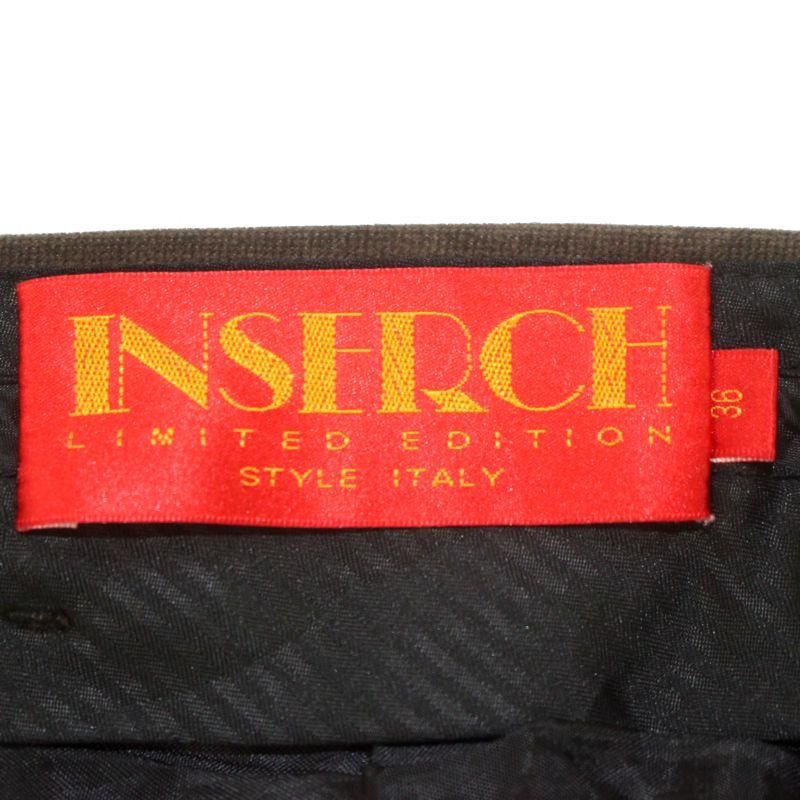 INSERCH
LIMITED EDITION
STYLE ITALY
36